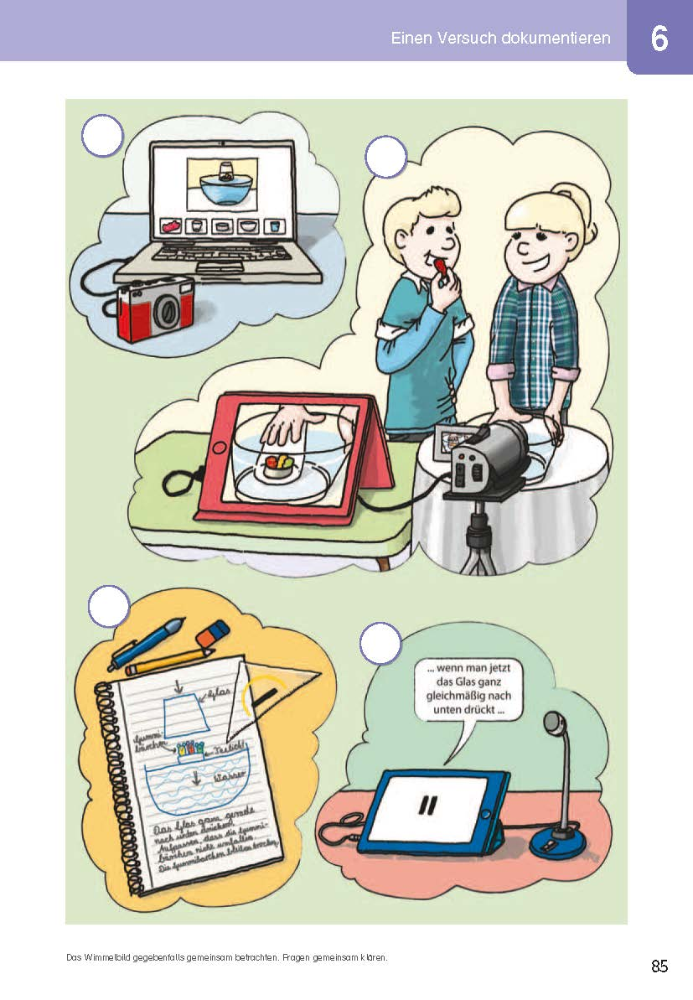 Einen Versuch dokumentieren
6
... wenn man jetzt
das Glas ganz
gleichmäßig nach
unten drückt ...
Glas
Gummi-
bärchen
Teelicht
Wasser
Das Glas ganz gerade
nach unten drücken.
Aufpassen, dass die Gummi-
bärchen nicht umfallen.
Die Gummibärchen bleiben trocken.
Das Wimmelbild gegebenfalls gemeinsam betrachten. Fragen gemeinsam klären.
85